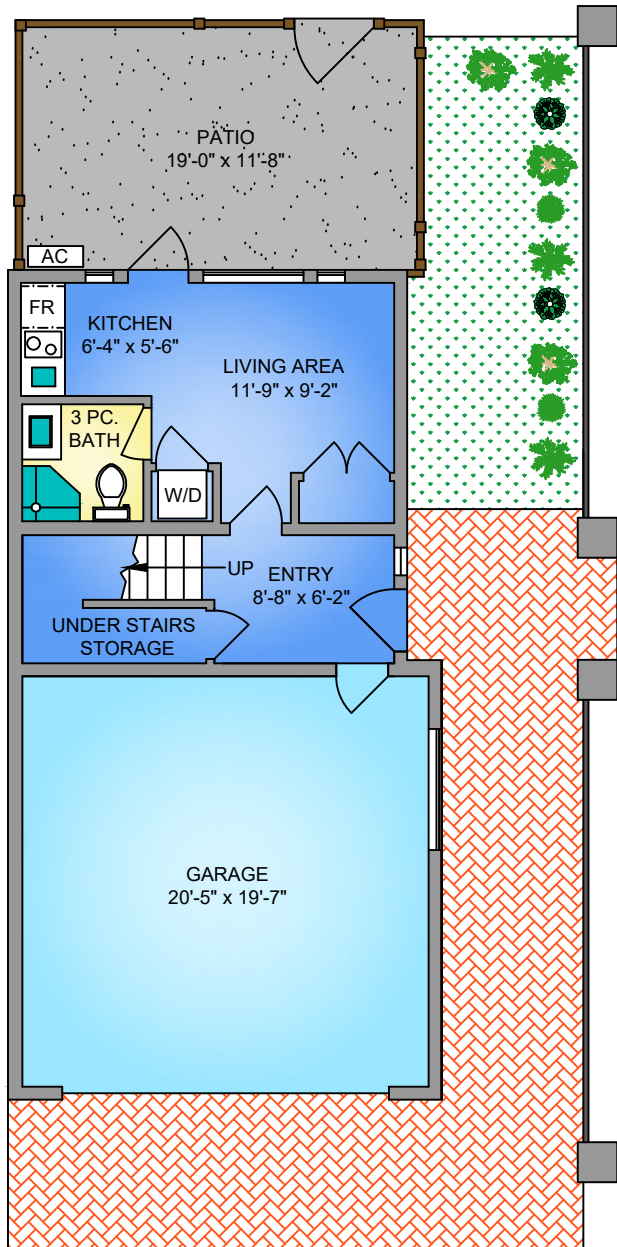 PATIO
19'-0" x 11'-8"
AC
FR
KITCHEN
6'-4" x 5'-6"
LIVING AREA
11'-9" x 9'-2"
3 PC.
BATH
W/D
UP
ENTRY
8'-8" x 6'-2"
UNDER STAIRS
STORAGE
GARAGE
20'-5" x 19'-7"